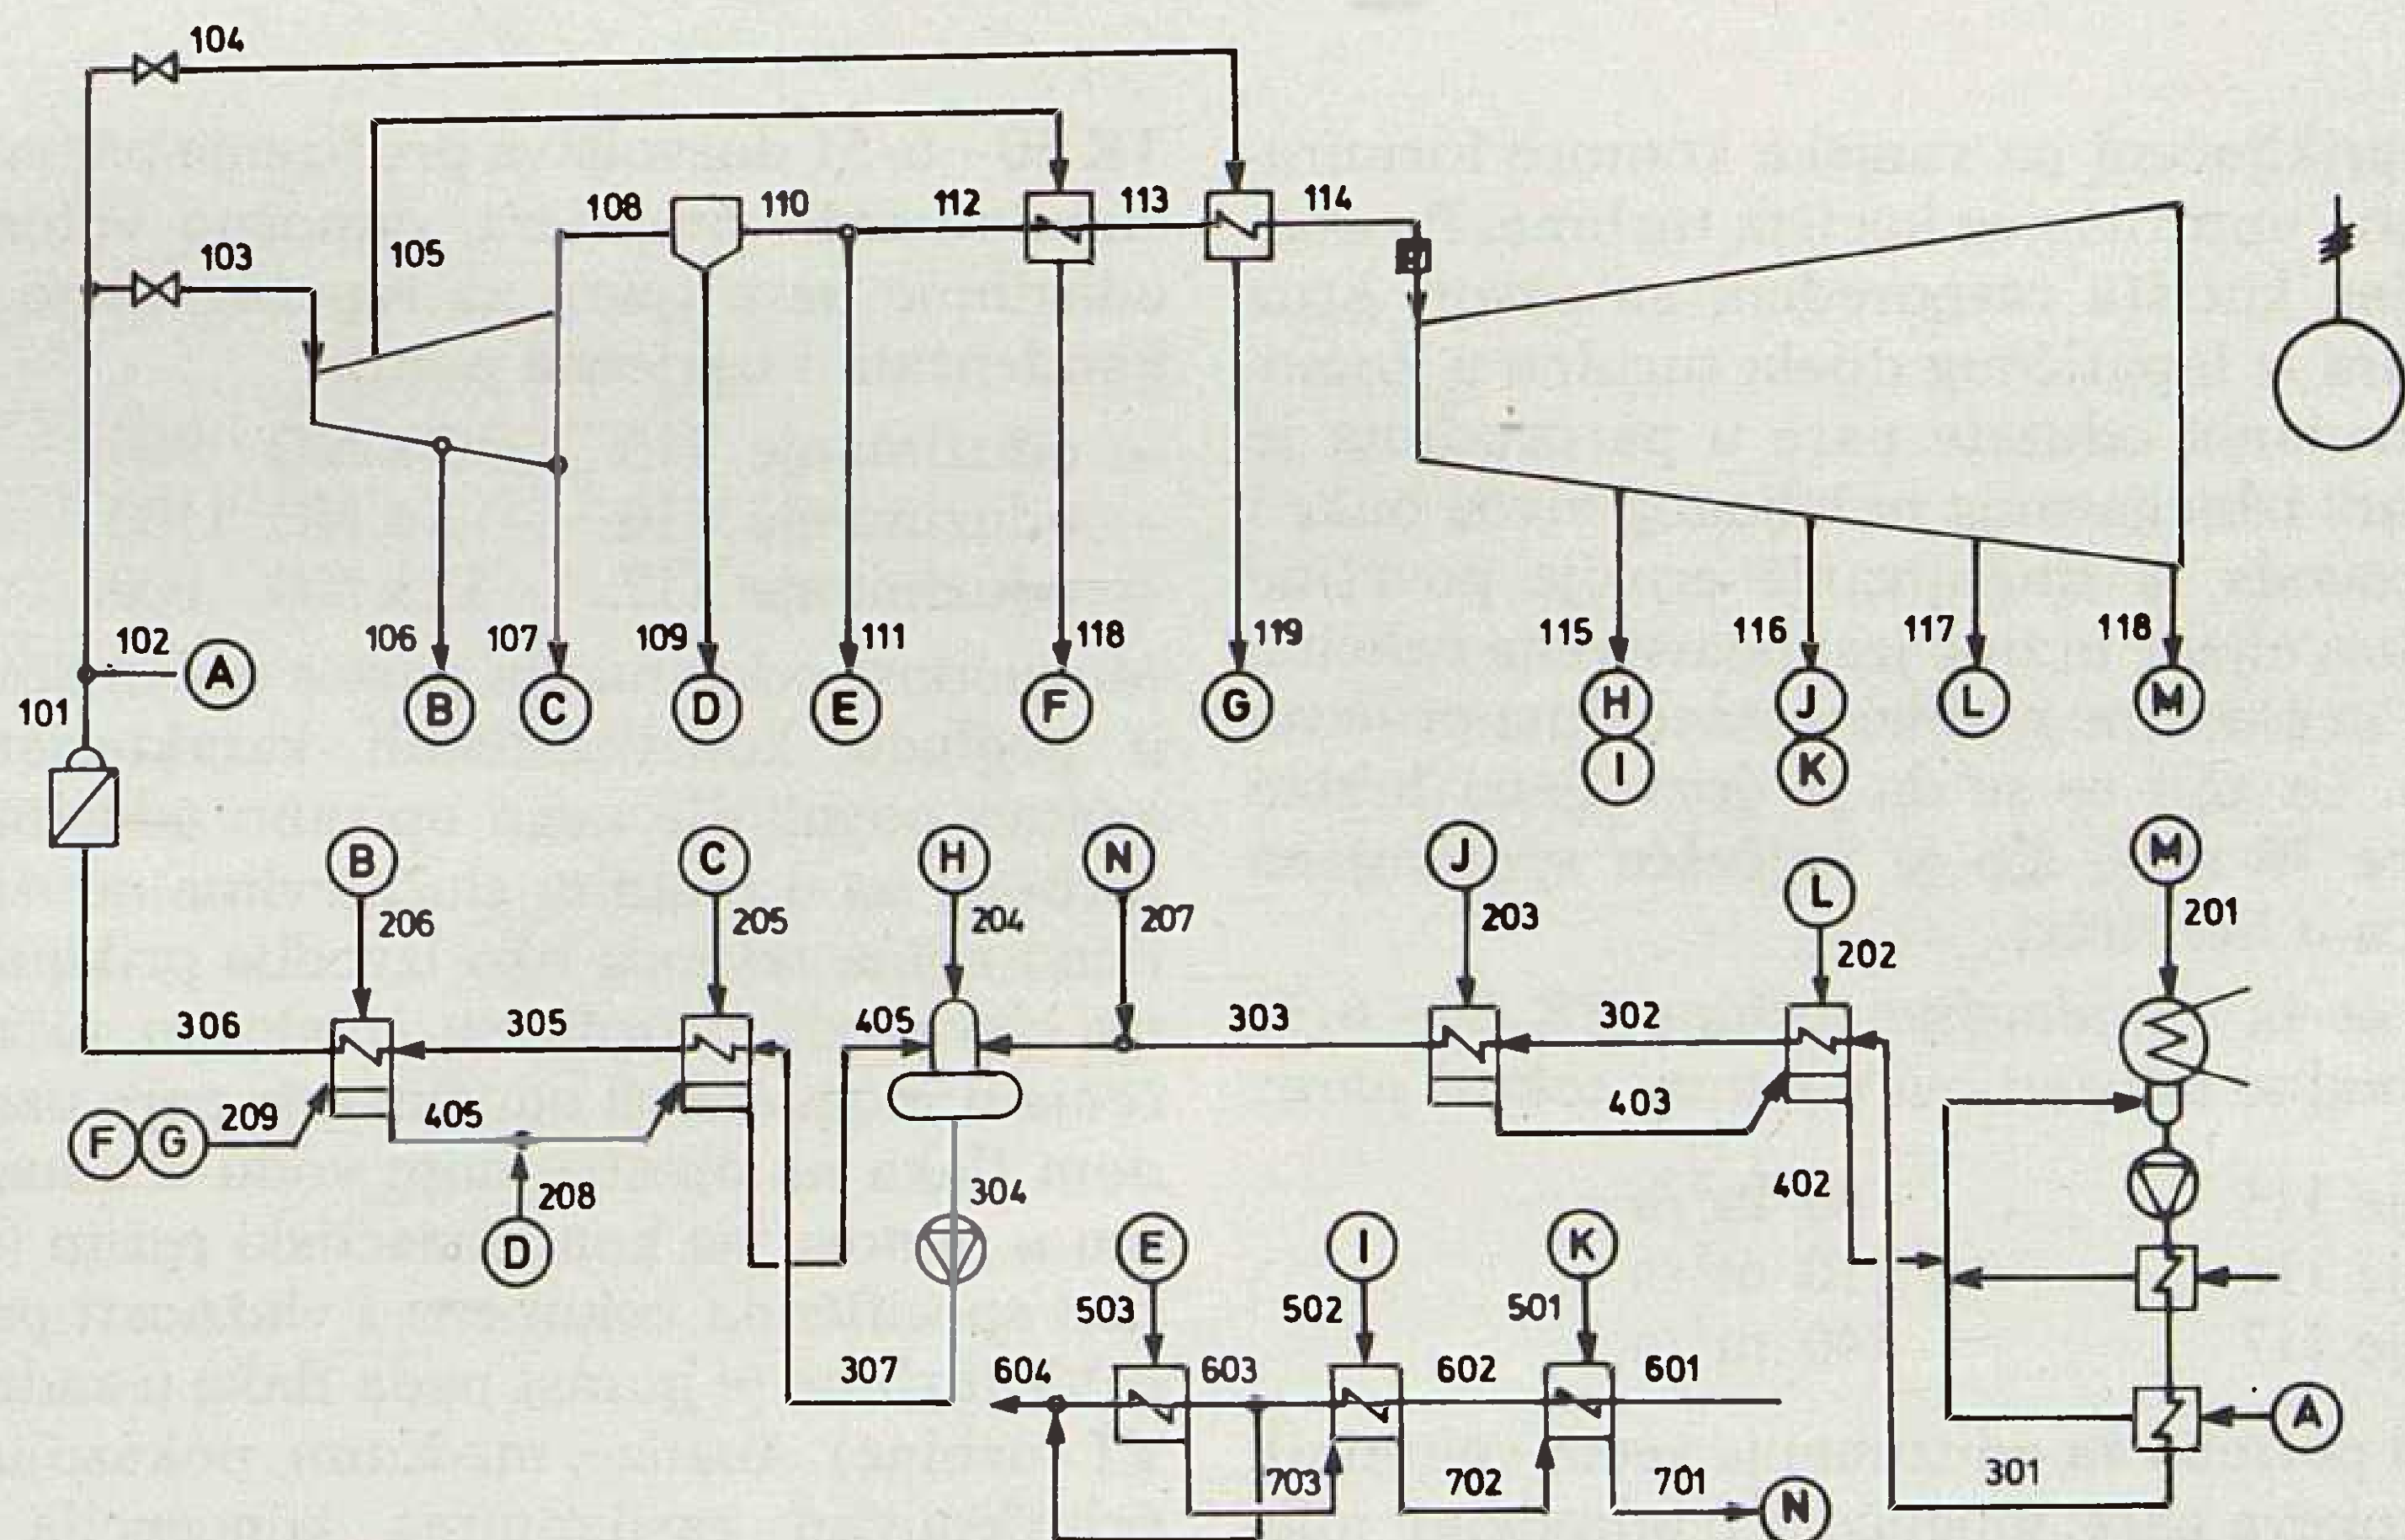 104
105
103
108
110
112
113
114
102
A
101
106
107
109
111
118
119
115
116
117
118
B
C
D
E
F
G
H
J
L
M
I
K
B
C
H
N
J
L
M
206
205
204
207
203
202
201
306
305
405
303
302
F
G
209
405
403
208
D
304
402
E
I
K
503
502
501
307
604
603
602
601
A
703
702
701
N
301